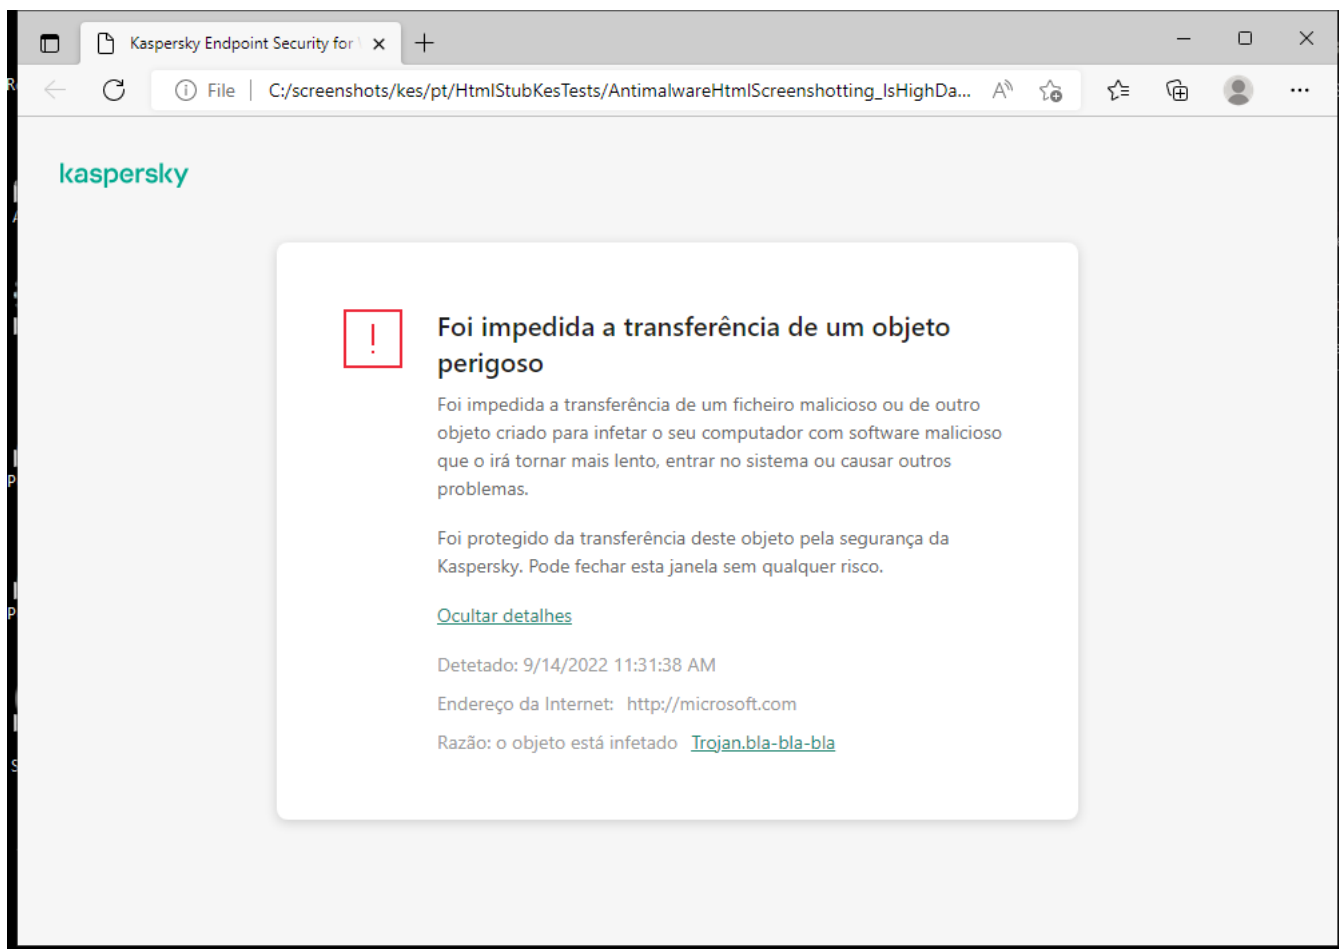 Kaspersky Endpoint Security for
File
C:/screenshots/kes/pt/HtmlStubKesTests/AntimalwareHtmlScreenshotting_IsHighDa...
kaspersky
!
Foi impedida a transferência de um objeto
perigoso
Foi impedida a transferência de um ficheiro malicioso ou de outro
objeto criado para infetar o seu computador com software malicioso
que o irá tornar mais lento, entrar no sistema ou causar outros
problemas.
Foi protegido da transferência deste objeto pela segurança da
Kaspersky. Pode fechar esta janela sem qualquer risco.
Ocultar detalhes
Detetado: 9/14/2022 11:31:38 AM
Endereço da Internet: http://microsoft.com
Razão: o objeto está infetado Trojan.bla-bla-bla